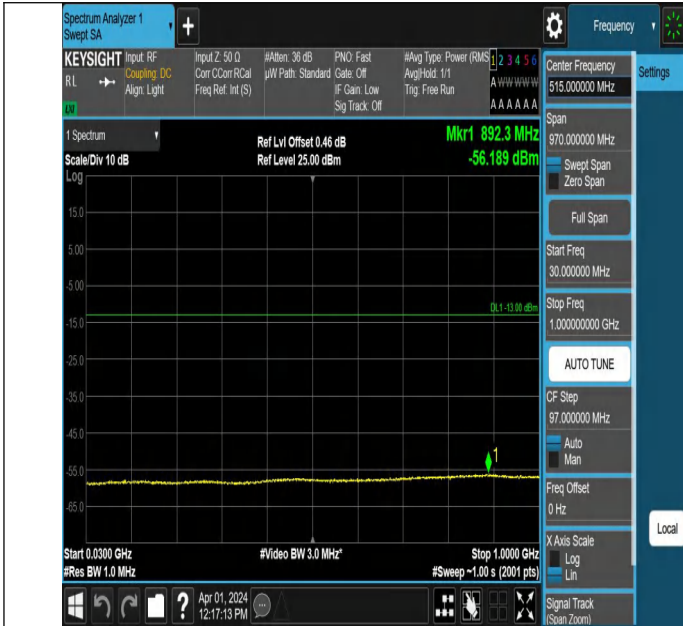 Spectrum Analyzer 1
Swept SA
Frequency
KEYSIGHT
RL
Input: RF
Coupling: DC
Align: Light
Input Z: 50 Ω
Corr CCorr RCal
Freq Ref: Int (S)
#Atten: 36 dB
µW Path: Standard
PNO: Fast
Gate: Off
IF Gain: Low
Sig Track: Off
#Avg Type: Power (RMS
Avg|Hold: 1/1
Trig: Free Run
1 2 3 4 5 6
A W W W W W
A A A A A A
1 Spectrum
Scale/Div 10 dB
Log
Ref Lvl Offset 0.46 dB
Ref Level 25.00 dBm
Mkr1 892.3 MHz
-56.189 dBm
15.0
5.00
-5.00
-15.0
-25.0
-35.0
-45.0
-55.0
-65.0
DL1 -13.00 dBm
1
Start 0.0300 GHz
#Res BW 1.0 MHz
#Video BW 3.0 MHz*
Stop 1.0000 GHz
#Sweep ~1.00 s (2001 pts)
Center Frequency
515.000000 MHz
Settings
Span
970.000000 MHz
Swept Span
Zero Span
Full Span
Start Freq
30.000000 MHz
Stop Freq
1.000000000 GHz
AUTO TUNE
CF Step
97.000000 MHz
Auto
Man
Freq Offset
0 Hz
X Axis Scale
Log
Lin
Local
Signal Track
(Span Zoom)
?
Apr 01, 2024
12:17:13 PM